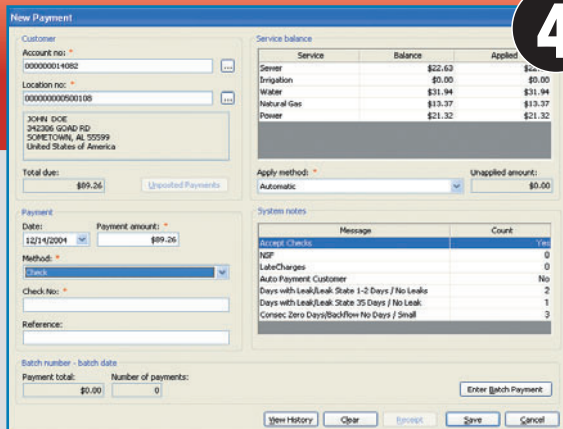 New Payment
4
Customer
Account no: *
000000014082
...
Location no: *
000000000500108
...
JOHN DOE
342306 GOAD RD
SOMETOWN, AL 55599
United States of America
Total due:
$89.26
Unposted Payments
Service balance
Service Balance Applied
Sewer $22.63
Irrigation $0.00 $0.00
Water $31.94 $31.94
Natural Gas $13.37 $13.37
Power $21.32 $21.32
Apply method: * Unapplied amount:
Automatic $0.00
Payment
Date: Payment amount: *
12/14/2004 $89.26
Method: *
Check
Check No: *
Reference:
System notes
Message Count
Accept Checks Yes
NSF 0
LateCharges 0
Auto Payment Customer No
Days with Leak/Leak State 1-2 Days / No Leaks 2
Days with Leak/Leak State 35 Days / No Leak 1
Consec Zero Days/Backflow No Days / Small 3
Batch number - batch date
Payment total: Number of payments:
$0.00 0
Enter Batch Payment
View History Clear Receipt Save Cancel